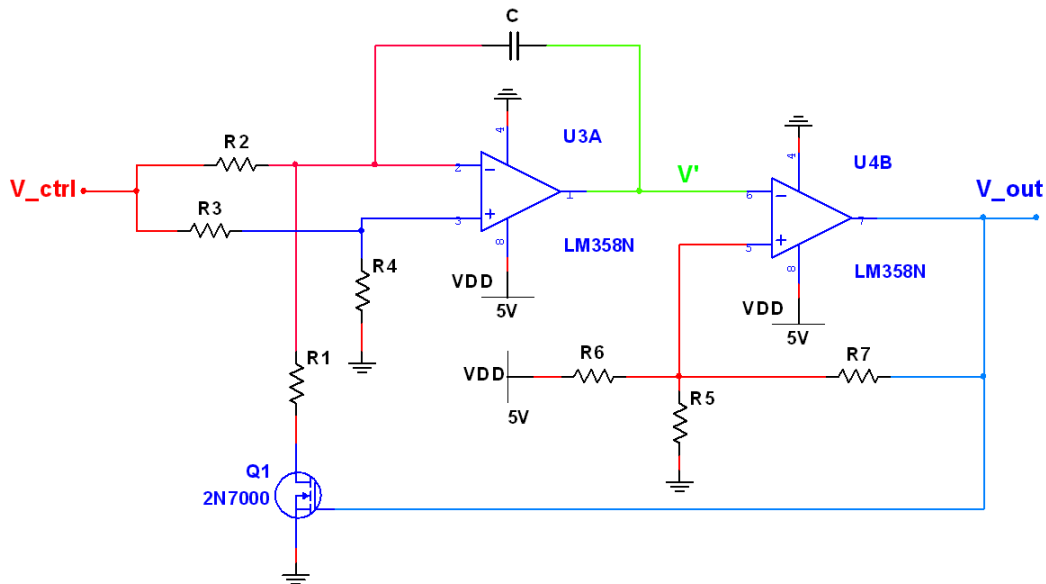 C
4
U3A
R2
V_ctrl
2
1
V'
6
4
U4B
V_out
R3
3
5
7
8
LM358N
8
LM358N
R4
VDD
5V
VDD
5V
R1
VDD
5V
R6
R7
R5
Q1
2N7000